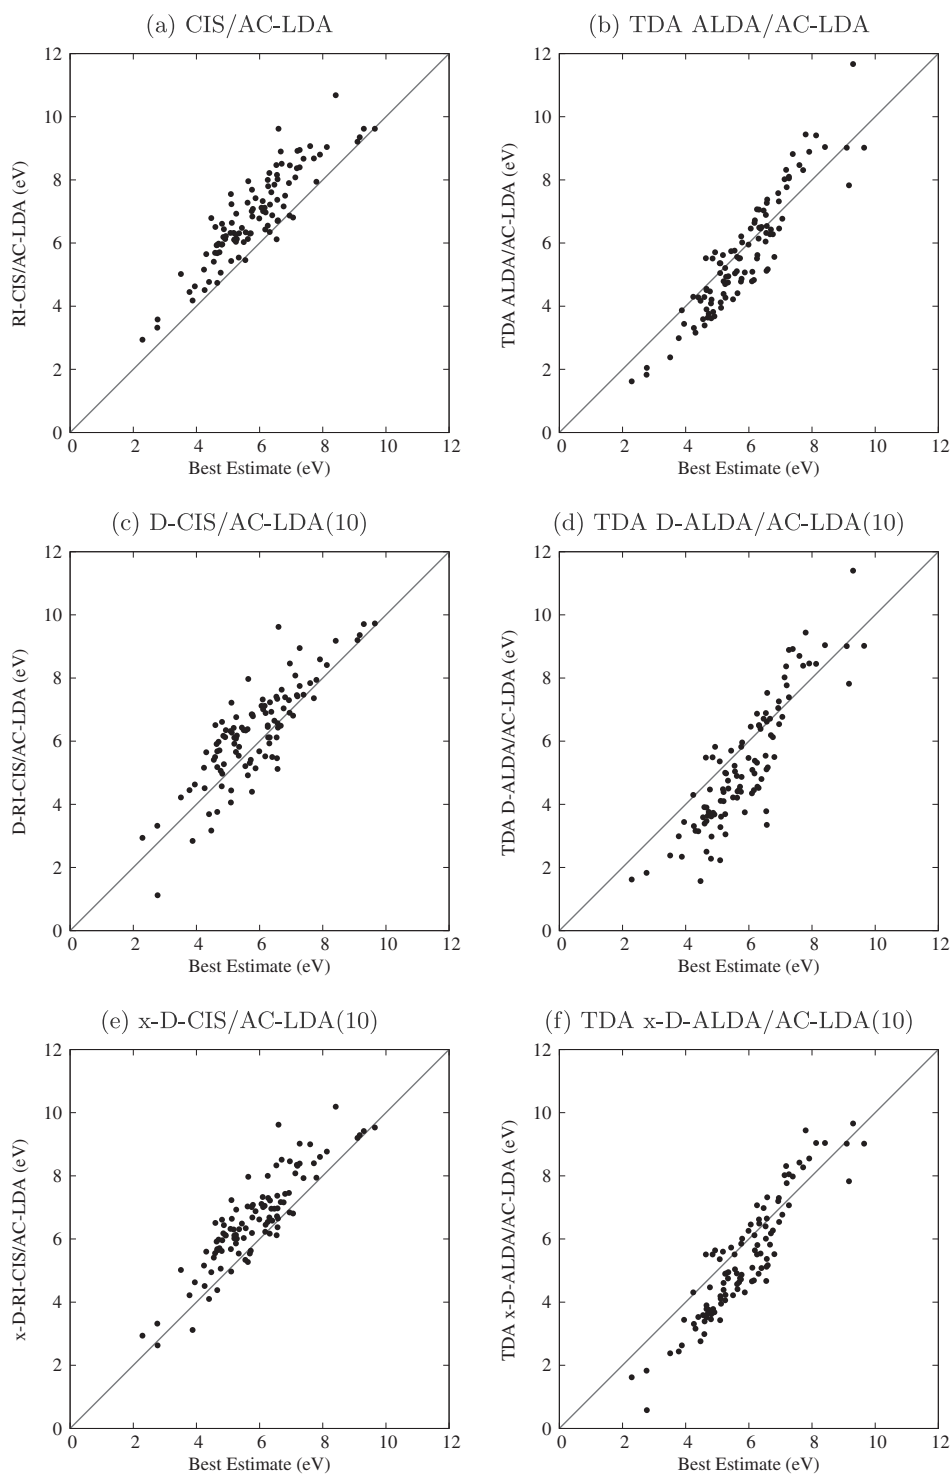 (a) CIS/AC-LDA
12
10
8
6
4
2
0
0 2 4 6 8 10 12
RI-CIS/AC-LDA (eV)
Best Estimate (eV)
(b) TDA ALDA/AC-LDA
12
10
8
6
4
2
0
0 2 4 6 8 10 12
TDA ALDA/AC-LDA (eV)
Best Estimate (eV)
(c) D-CIS/AC-LDA(10)
12
10
8
6
4
2
0
0 2 4 6 8 10 12
D-RI-CIS/AC-LDA (eV)
Best Estimate (eV)
(d) TDA D-ALDA/AC-LDA(10)
12
10
8
6
4
2
0
0 2 4 6 8 10 12
TDA D-ALDA/AC-LDA (eV)
Best Estimate (eV)
(e) x-D-CIS/AC-LDA(10)
12
10
8
6
4
2
0
0 2 4 6 8 10 12
x-D-RI-CIS/AC-LDA (eV)
Best Estimate (eV)
(f) TDA x-D-ALDA/AC-LDA(10)
12
10
8
6
4
2
0
0 2 4 6 8 10 12
TDA x-D-ALDA/AC-LDA (eV)
Best Estimate (eV)